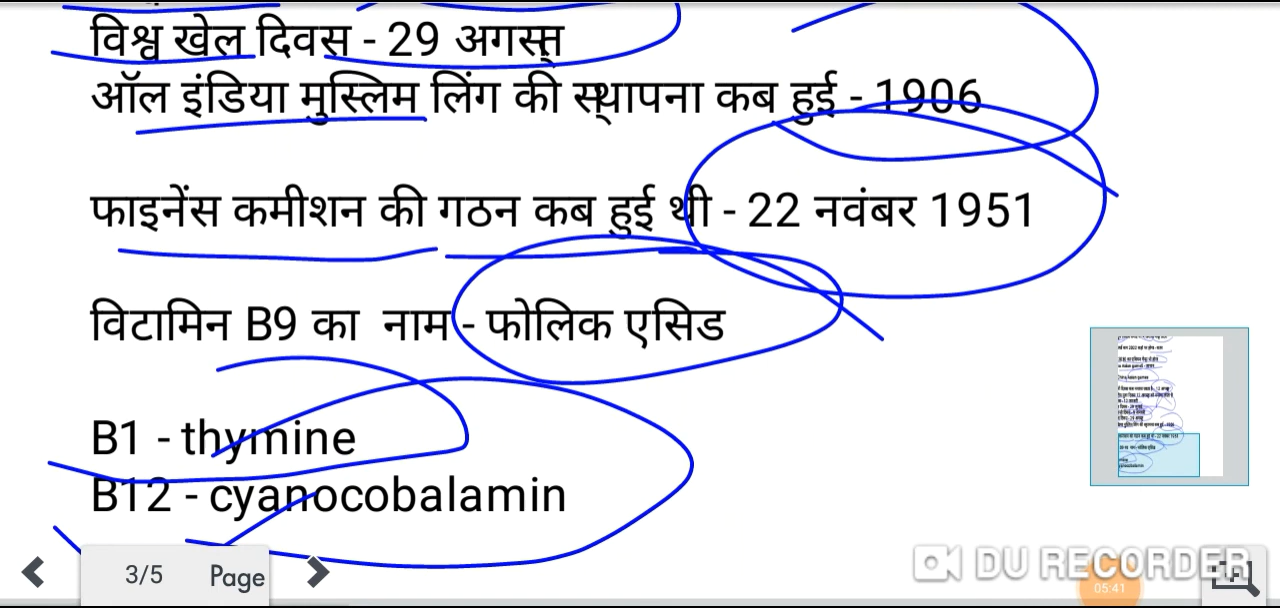 विश्व खेल दिवस - 29 अगस्त
ऑल इंडिया मुस्लिम लिंग की स्थापना कब हुई - 1906
फाइनेंस कमीशन की गठन कब हुई थी - 22 नवंबर 1951
विटामिन B9 का नाम - फोलिक एसिड
B1 - thymine
B12 - cyanocobalamin
3/5 Page
DU RECORDER
05:41